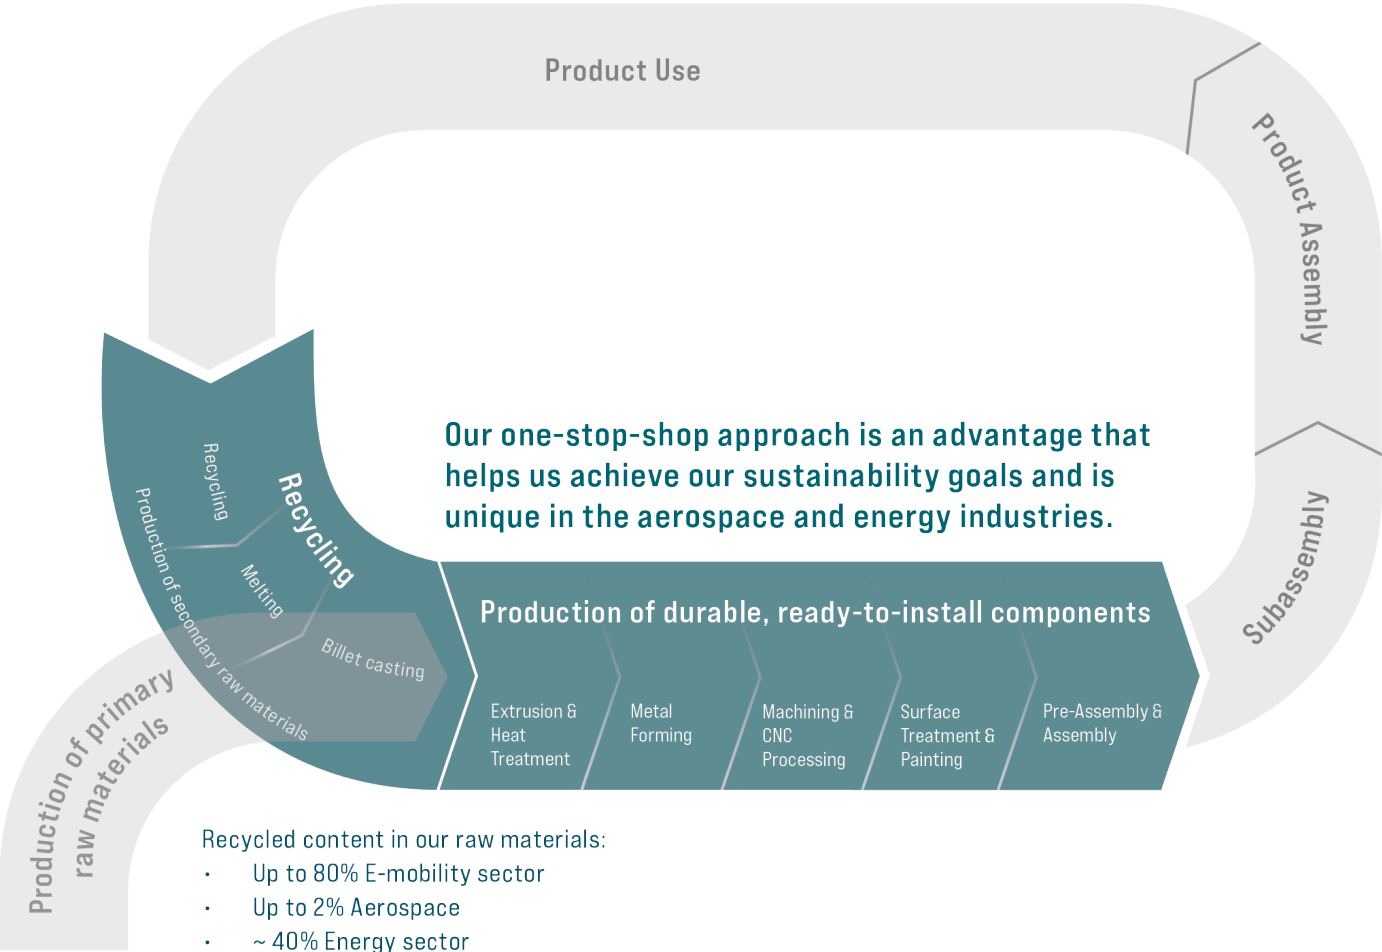 Product Use
Product Assembly
Subassembly
Recycling
Recycling
Production of secondary raw materials
Melting
Billet casting
Production of primary
raw materials
Our one-stop-shop approach is an advantage that
helps us achieve our sustainability goals and is
unique in the aerospace and energy industries.
Production of durable, ready-to-install components
Extrusion &
Heat
Treatment
Metal
Forming
Machining &
CNC
Processing
Surface
Treatment &
Painting
Pre-Assembly &
Assembly
Recycled content in our raw materials:
• Up to 80% E-mobility sector
• Up to 2% Aerospace
• ~ 40% Energy sector